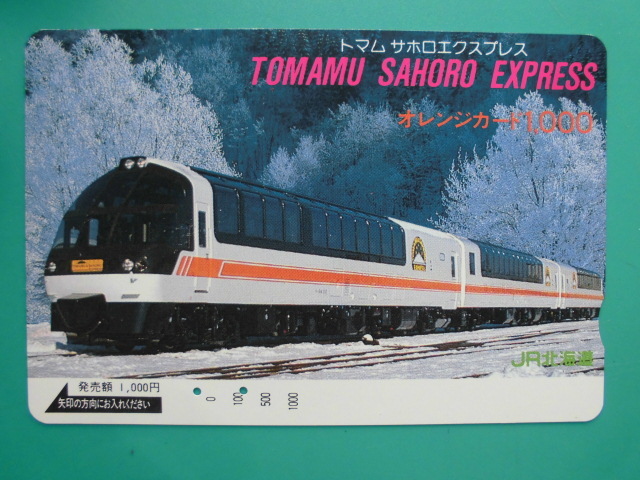 トマム サホロエクスプレス
TOMAMU SAHORO EXPRESS
オレンジカード1,000
JR北海道
発売額 1,000円
矢印の方向にお入れください
0 100 500 1000